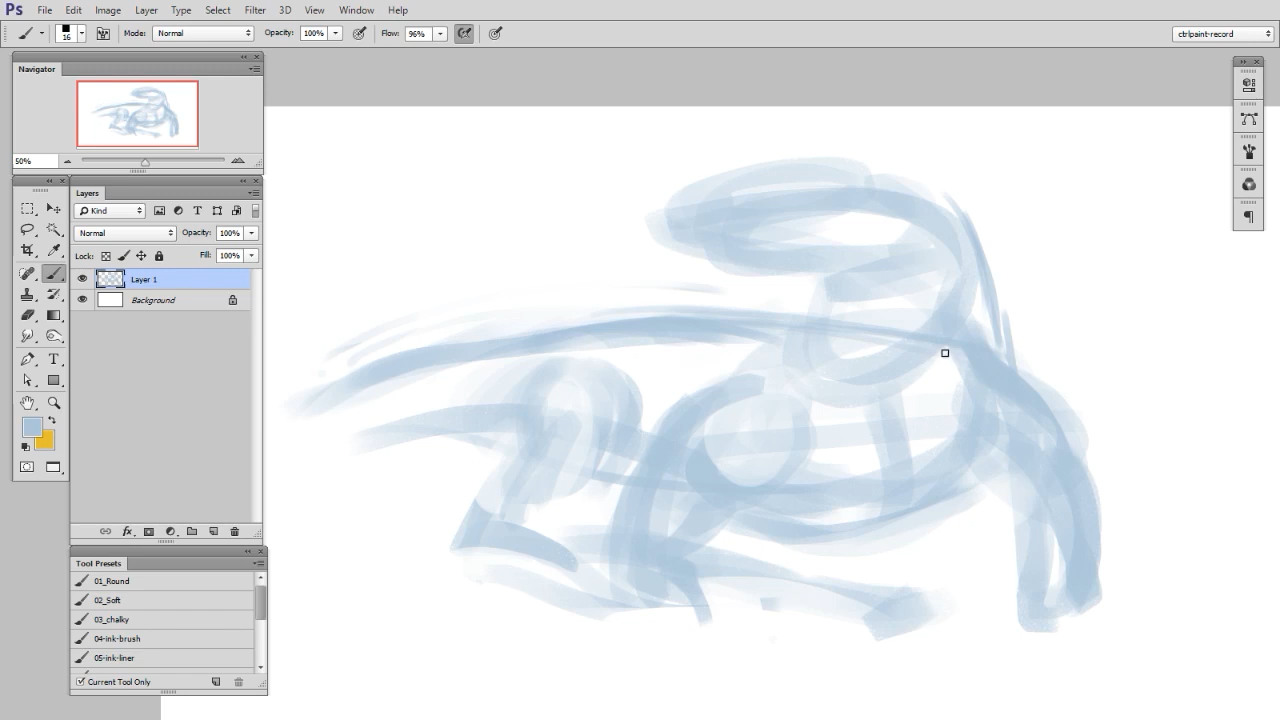 Ps File Edit Image Layer Type Select Filter 3D View Window Help
16 Mode: Normal Opacity: 100% Flow: 96% ctrlpaint-record
Navigator
50%
Layers
Kind T
Normal Opacity: 100%
Lock: Fill: 100%
Layer 1
Background
fx
T
Tool Presets
01_Round
02_Soft
03_chalky
04-ink-brush
05-ink-liner
Current Tool Only